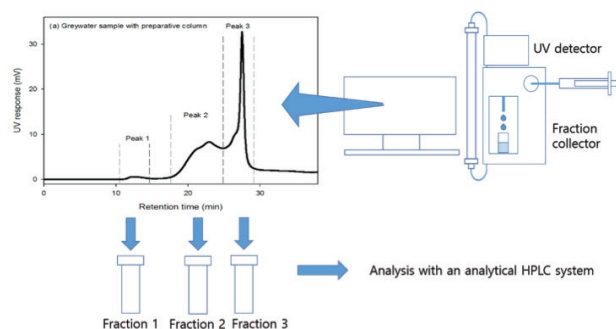 (a) Greywater sample with preparative column
Peak 3
Peak 2
Peak 1
UV response (mV)
30
20
10
0
0
10
20
30
Retention time (min)
UV detector
Fraction
collector
Fraction 1
Fraction 2
Fraction 3
Analysis with an analytical HPLC system